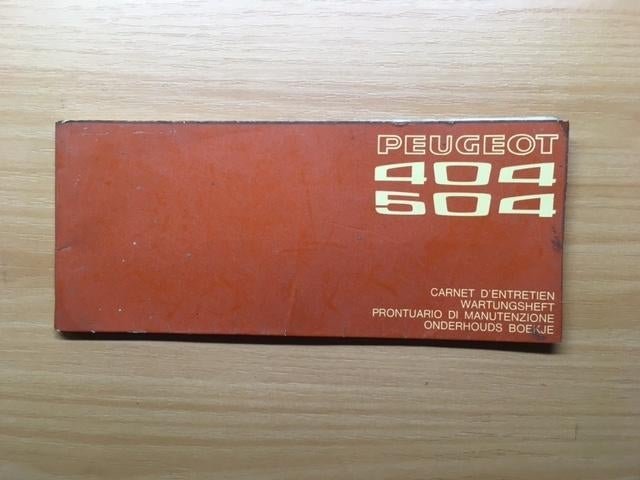 PEUGEOT
404
504
CARNET D'ENTRETIEN
WARTUNGSHEFT
PRONTUARIO DI MANUTENZIONE
ONDERHOUDS BOEKJE